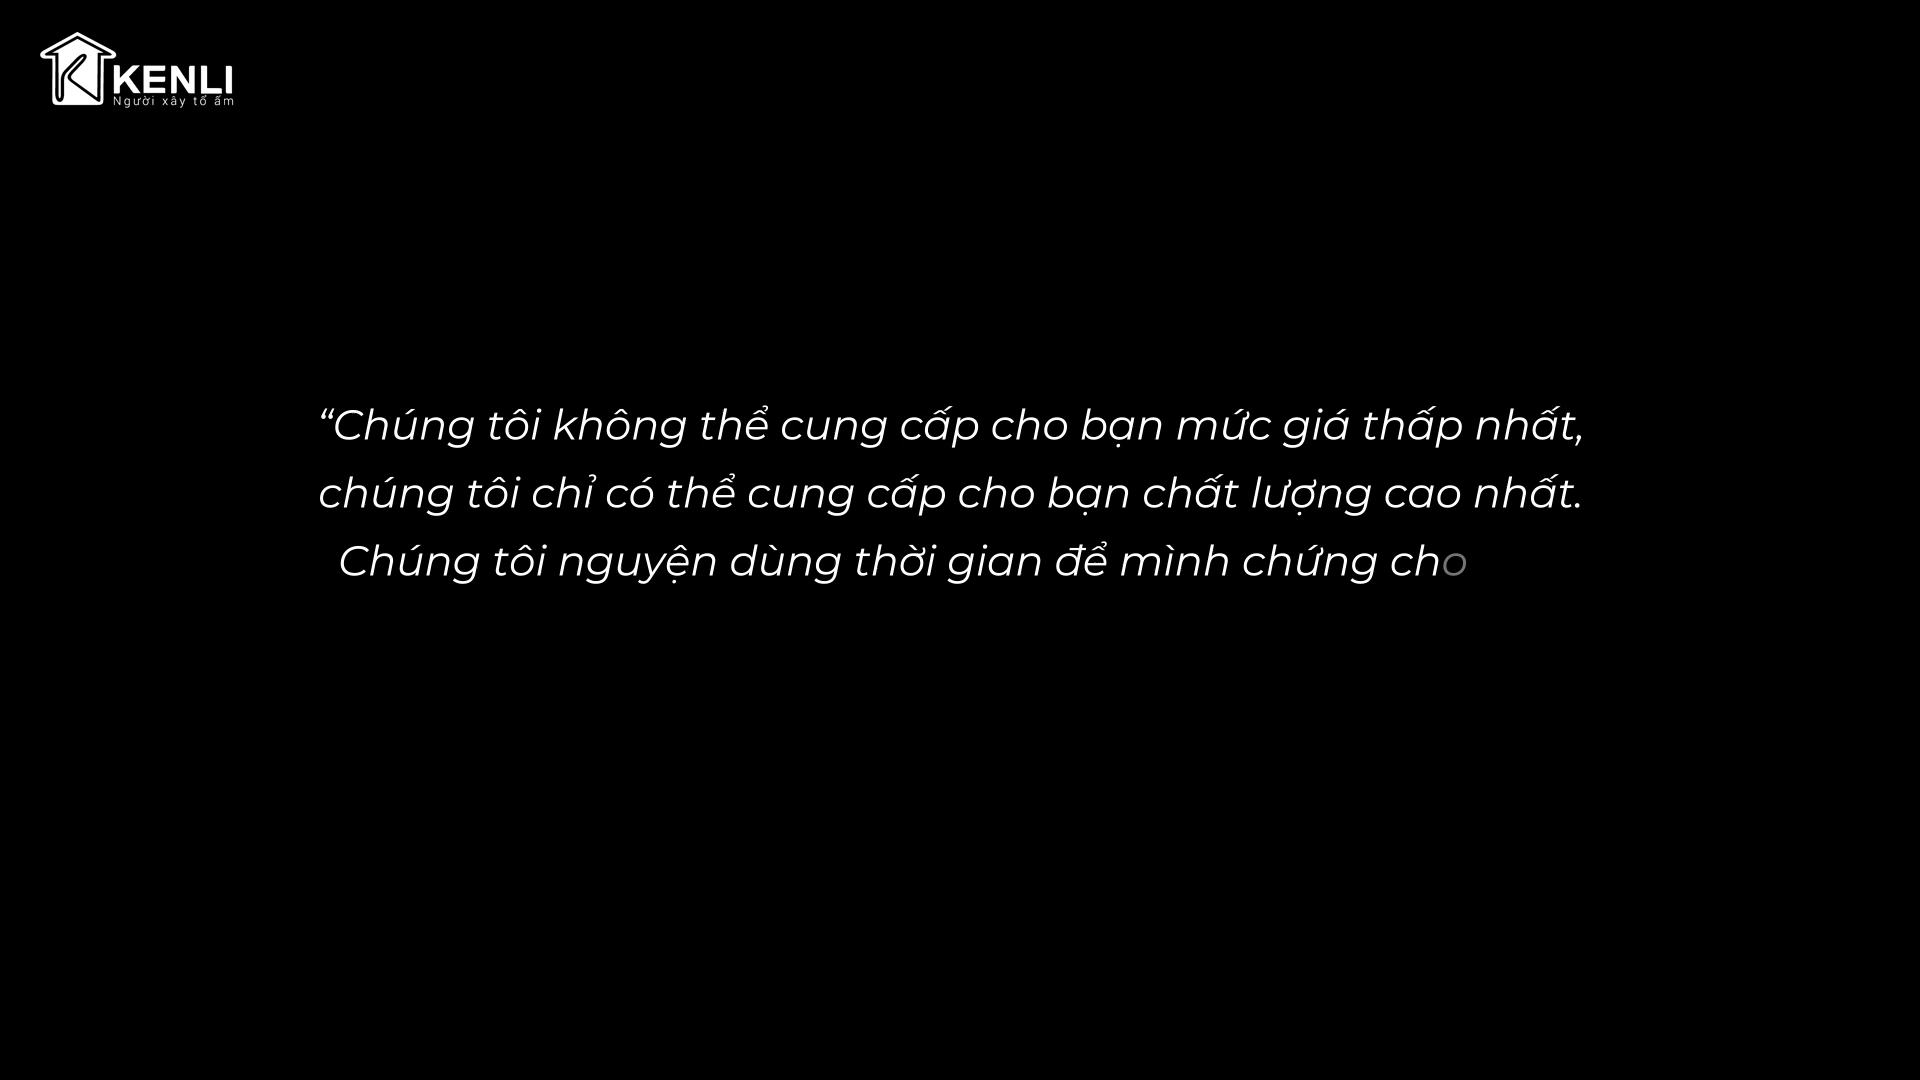 KENLI
Người xây tổ ấm
“Chúng tôi không thể cung cấp cho bạn mức giá thấp nhất,
chúng tôi chỉ có thể cung cấp cho bạn chất lượng cao nhất.
Chúng tôi nguyện dùng thời gian để mình chứng cho